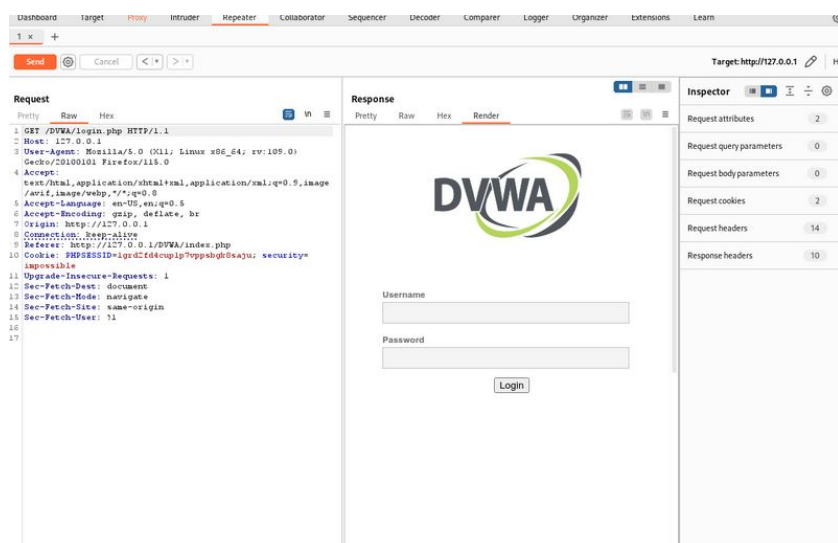 Dashboard Target Proxy Intruder Repeater Collaborator Sequencer Decoder Comparer Logger Organizer Extensions Learn
1 × +
Send Cancel < > Target: http://127.0.0.1 H
Request
Pretty Raw Hex \n
1 GET /DVWA/login.php HTTP/1.1
2 Host: 127.0.0.1
3 User-Agent: Mozilla/5.0 (X11; Linux x86_64; rv:109.0)
Gecko/20100101 Firefox/115.0
4 Accept:
text/html,application/xhtml+xml,application/xml;q=0.9,image
/avif,image/webp,*/*;q=0.8
5 Accept-Language: en-US,en;q=0.5
6 Accept-Encoding: gzip, deflate, br
7 Origin: http://127.0.0.1
8 Connection: keep-alive
9 Referer: http://127.0.0.1/DVWA/index.php
10 Cookie: security=
impossible
11 Upgrade-Insecure-Requests: 1
12 Sec-Fetch-Dest: document
13 Sec-Fetch-Mode: navigate
14 Sec-Fetch-Site: same-origin
15 Sec-Fetch-User: ?1
16
17
Response
Pretty Raw Hex Render \n
DVWA
Username
Password
Login
Inspector
Request attributes 2
Request query parameters 0
Request body parameters 0
Request cookies 2
Request headers 14
Response headers 10